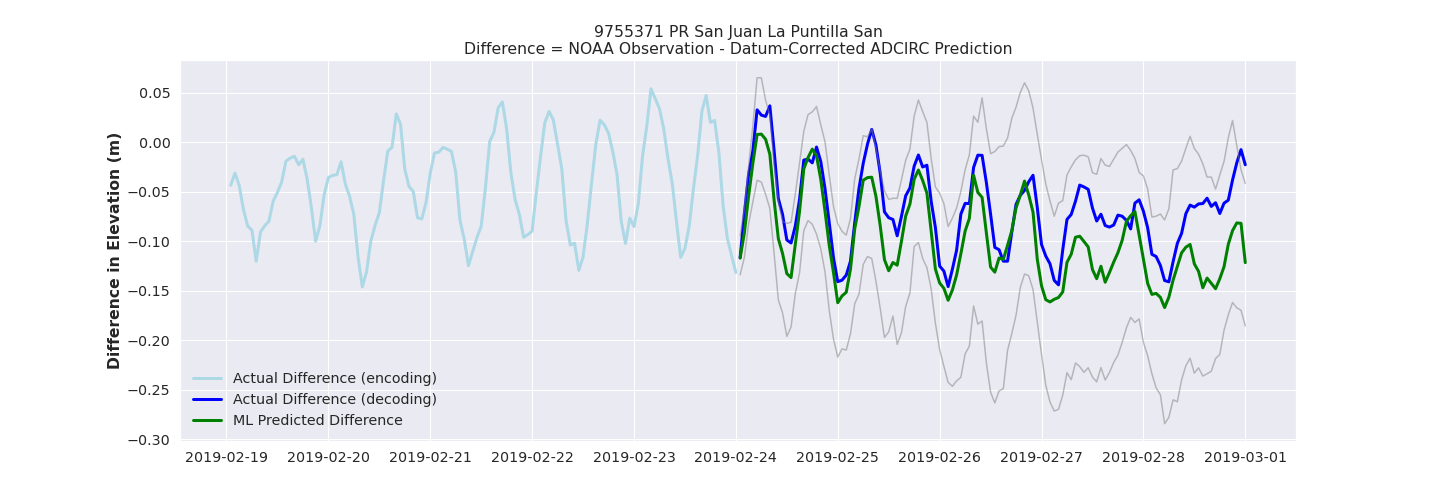 9755371 PR San Juan La Puntilla San
Difference = NOAA Observation - Datum-Corrected ADCIRC Prediction
Difference in Elevation (m)
0.05
0.00
−0.05
−0.10
−0.15
−0.20
−0.25
−0.30
Actual Difference (encoding)
Actual Difference (decoding)
ML Predicted Difference
2019-02-19 2019-02-20 2019-02-21 2019-02-22 2019-02-23 2019-02-24 2019-02-25 2019-02-26 2019-02-27 2019-02-28 2019-03-01